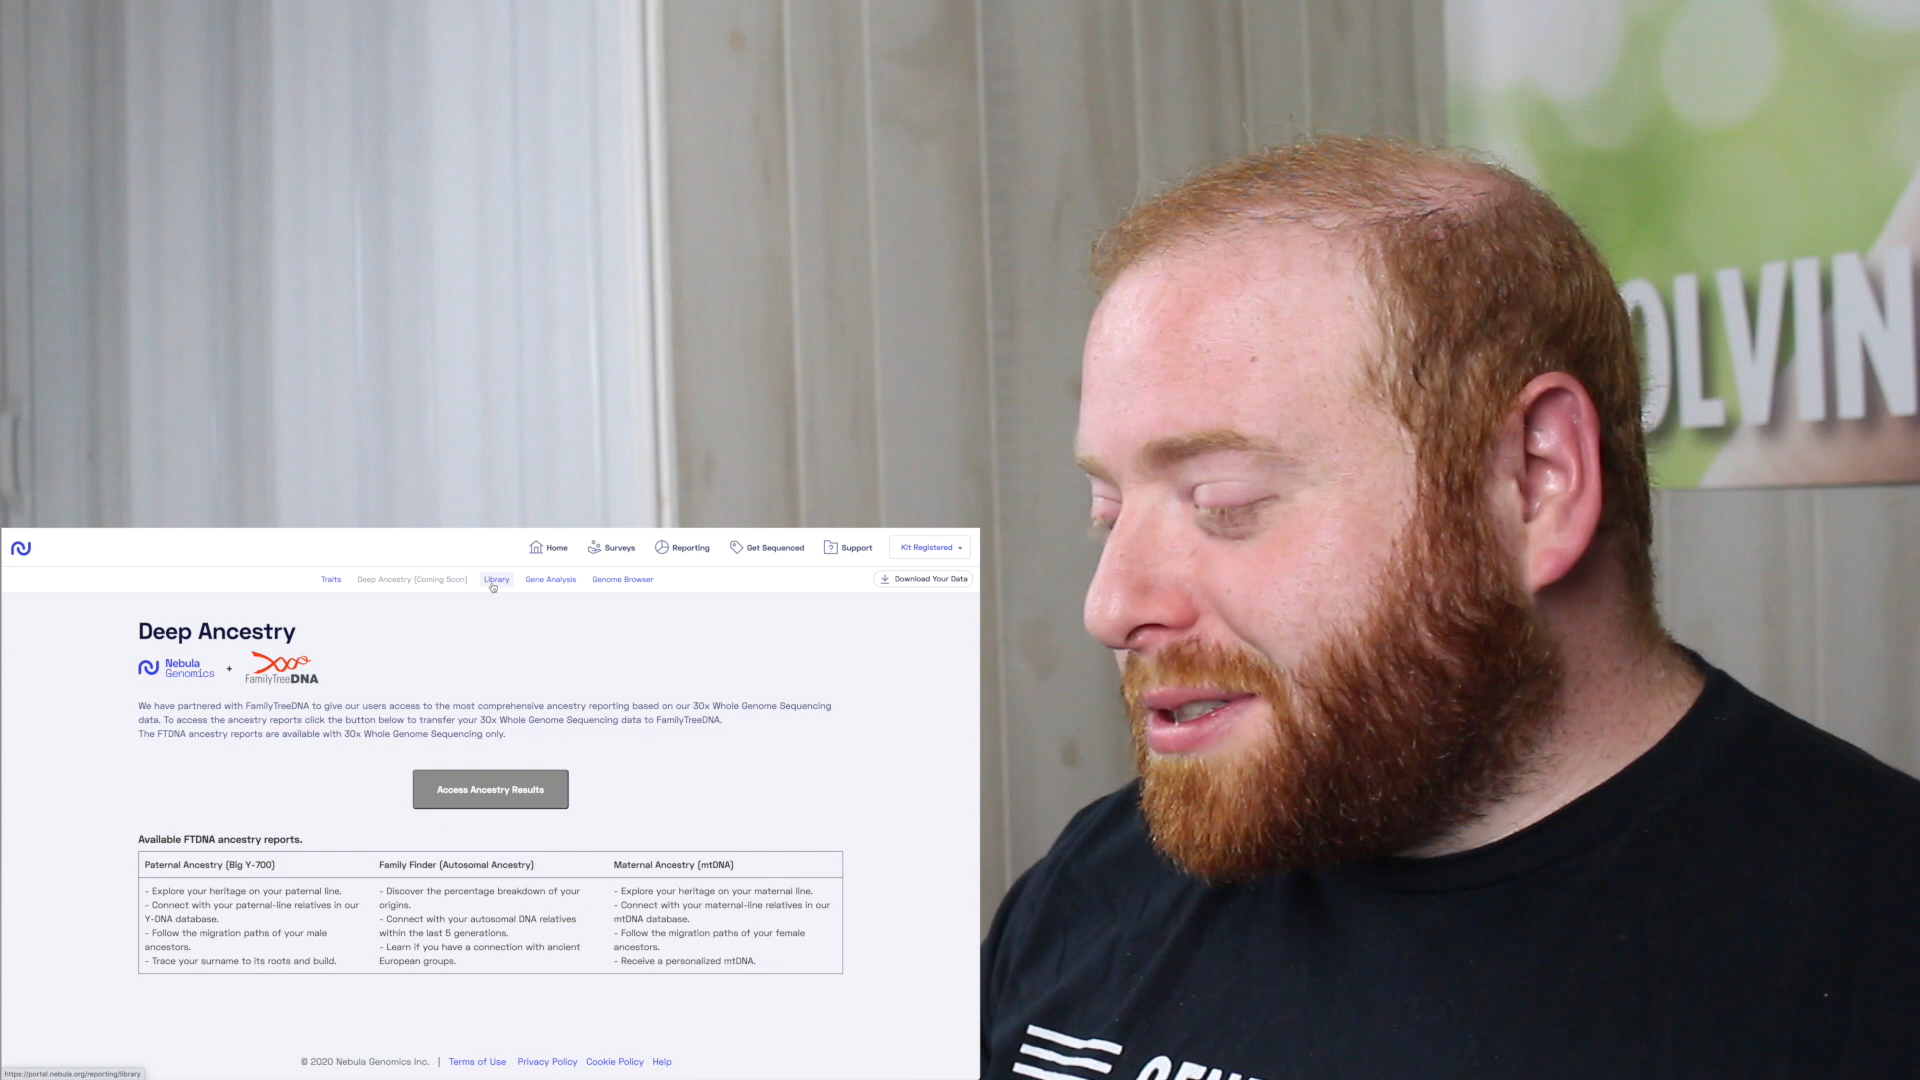 OLVIN
Home Surveys Reporting Get Sequenced Support Kit Registered
Traits Deep Ancestry (Coming Soon) Library Gene Analysis Genome Browser Download Your Data
Deep Ancestry
Nebula Genomics + FamilyTreeDNA
We have partnered with FamilyTreeDNA to give our users access to the most comprehensive ancestry reporting based on our 30x Whole Genome Sequencing
data. To access the ancestry reports click the button below to transfer your 30x Whole Genome Sequencing data to FamilyTreeDNA.
The FTDNA ancestry reports are available with 30x Whole Genome Sequencing only.
Access Ancestry Results
Available FTDNA ancestry reports.
Paternal Ancestry (Big Y-700)
- Explore your heritage on your paternal line.
- Connect with your paternal-line relatives in our
Y-DNA database.
- Follow the migration paths of your male
ancestors.
- Trace your surname to its roots and build.
Family Finder (Autosomal Ancestry)
- Discover the percentage breakdown of your
origins.
- Connect with your autosomal DNA relatives
within the last 5 generations.
- Learn if you have a connection with ancient
European groups.
Maternal Ancestry (mtDNA)
- Explore your heritage on your maternal line.
- Connect with your maternal-line relatives in our
mtDNA database.
- Follow the migration paths of your female
ancestors.
- Receive a personalized mtDNA.
© 2020 Nebula Genomics Inc. | Terms of Use Privacy Policy Cookie Policy Help
https://portal.nebula.org/reporting/library